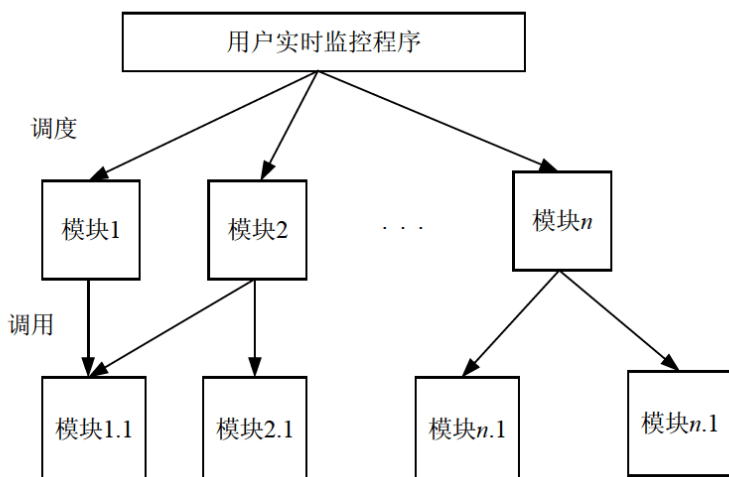 用户实时监控程序
调度
模块1
模块2
. . .
模块n
调用
模块1.1
模块2.1
模块n.1
模块n.1